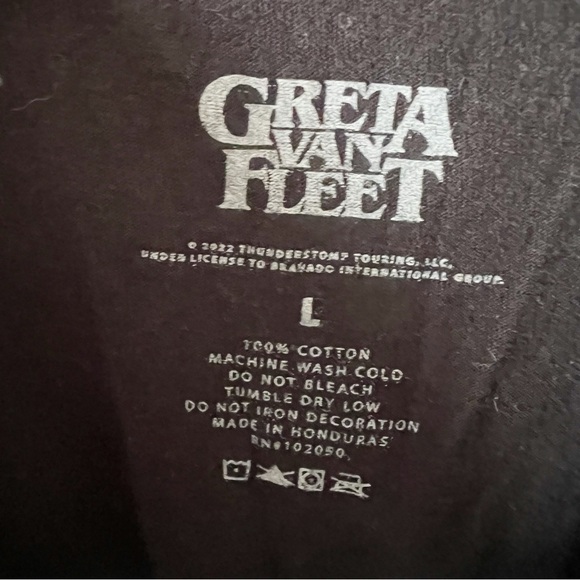 GRETA
VAN
FLEET
© 2022 THUNDERSTOMP TOURING, LLC.
UNDER LICENSE TO BRAVADO INTERNATIONAL GROUP.
L
100% COTTON
MACHINE WASH COLD
DO NOT BLEACH
TUMBLE DRY LOW
DO NOT IRON DECORATION
MADE IN HONDURAS
RN#102050